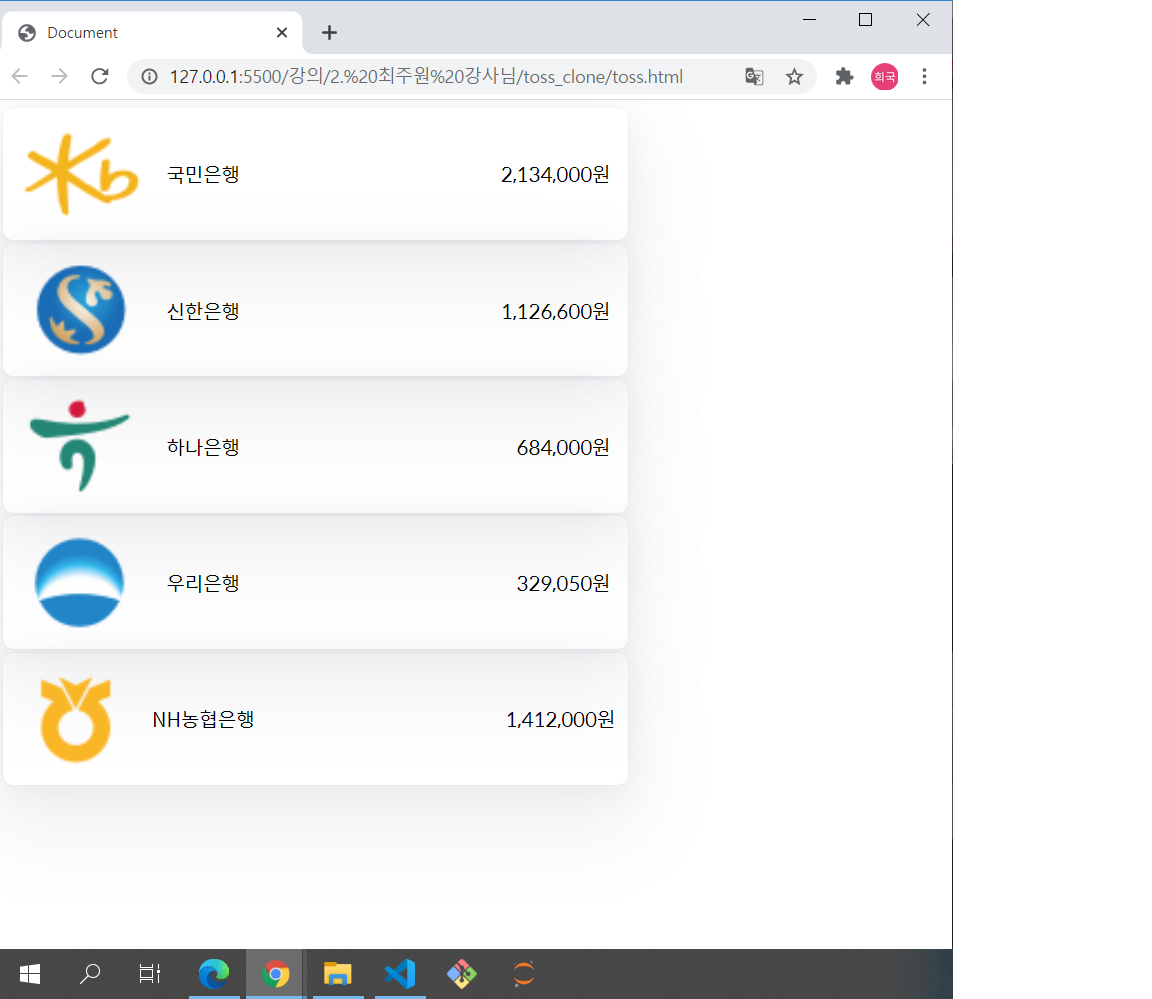 Document
127.0.0.1:5500/강의/2.%20최주원%20강사님/toss_clone/toss.html
희국
국민은행 2,134,000원
신한은행 1,126,600원
하나은행 684,000원
우리은행 329,050원
NH농협은행 1,412,000원